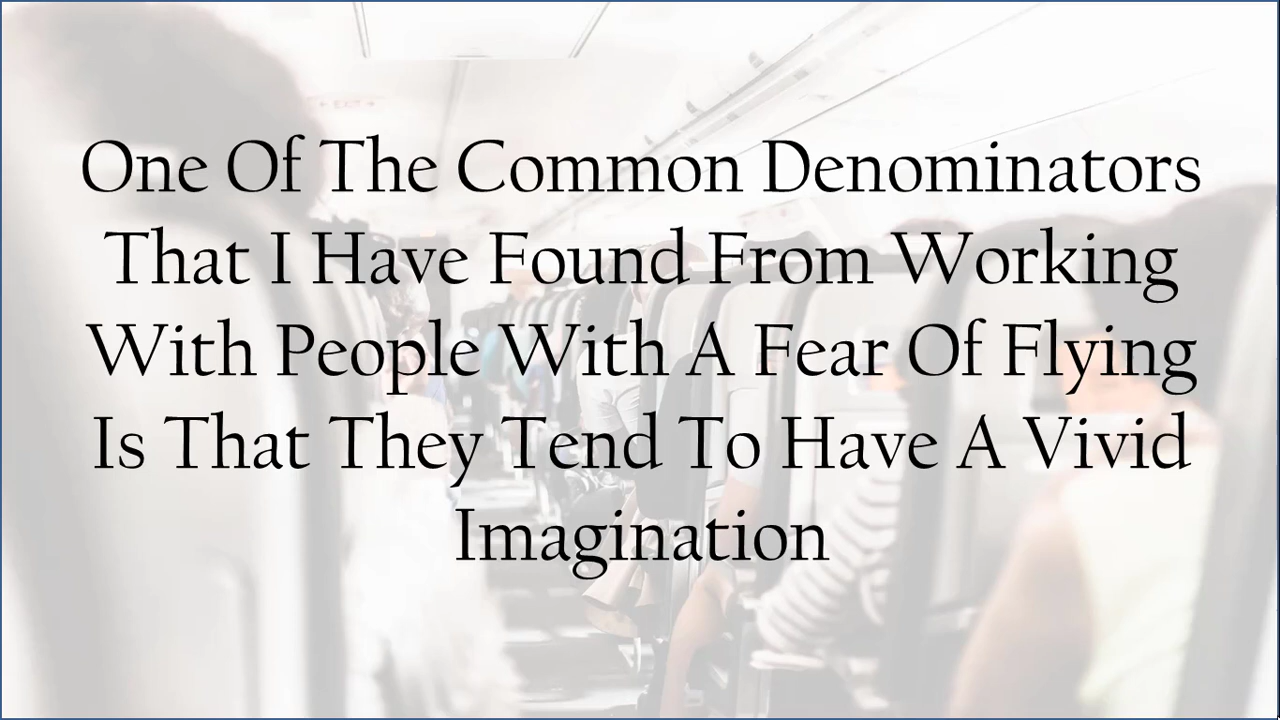 One Of The Common Denominators
That I Have Found From Working
With People With A Fear Of Flying
Is That They Tend To Have A Vivid
Imagination